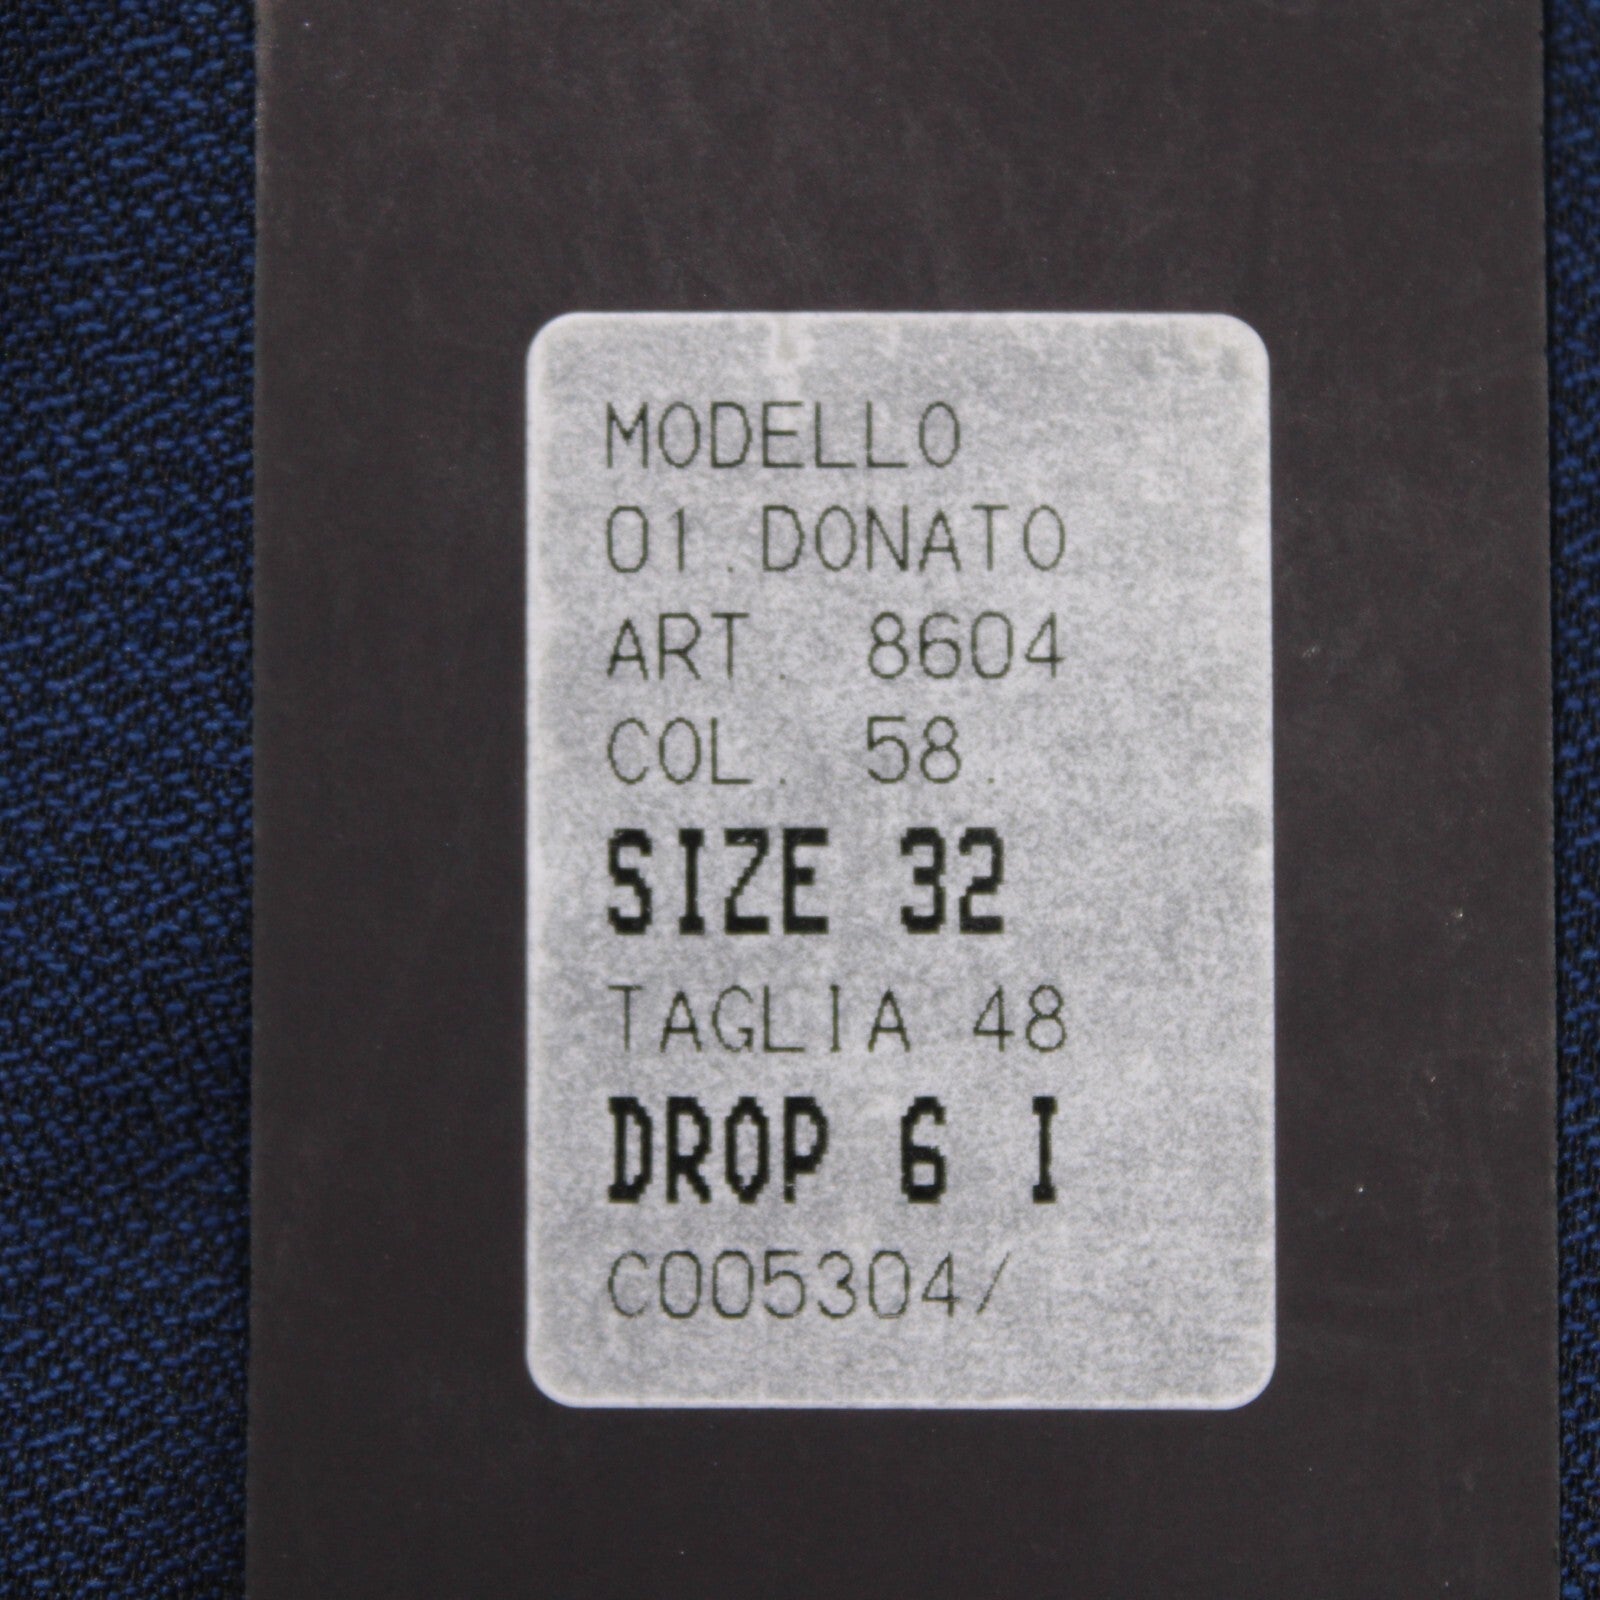 MODELLO
01.DONATO
ART. 8604
COL. 58.
SIZE 32
TAGLIA 48
DROP 6 I
C005304/